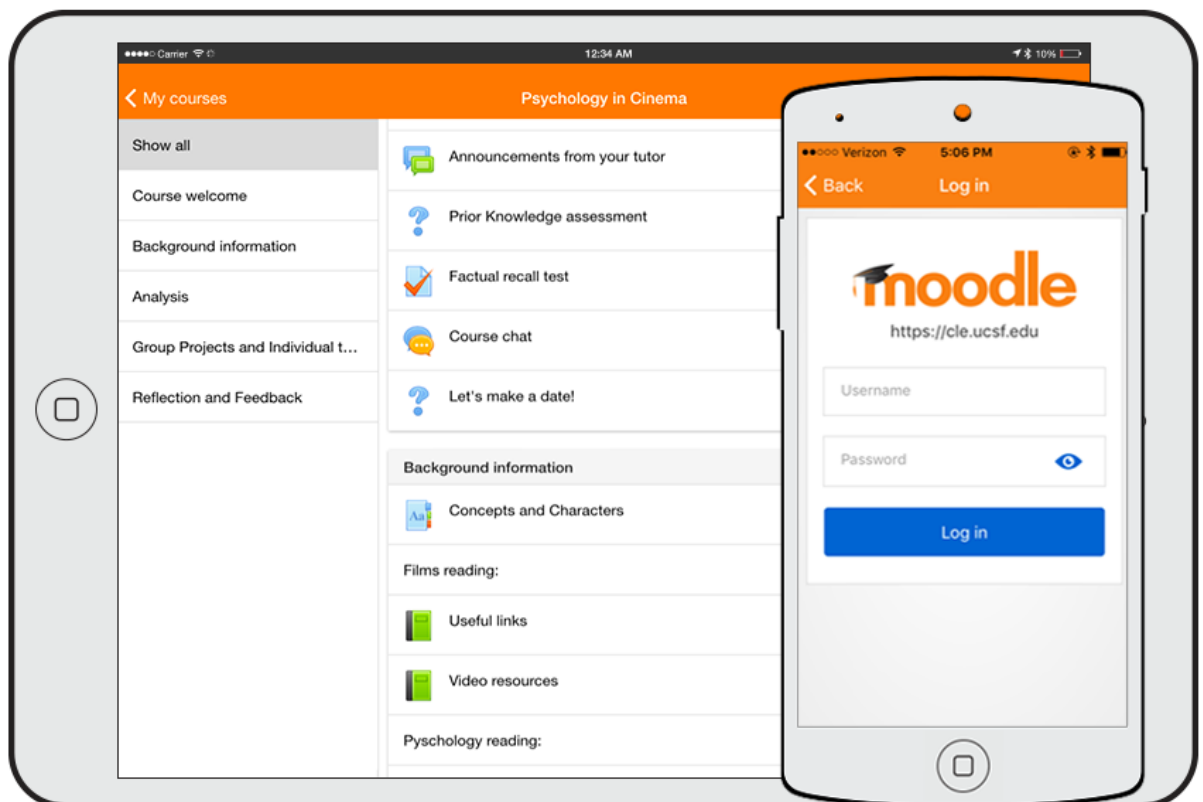 Carrier 12:34 AM 10%
My courses
Psychology in Cinema
Show all
Course welcome
Background information
Analysis
Group Projects and Individual t...
Reflection and Feedback
Announcements from your tutor
Prior Knowledge assessment
Factual recall test
Course chat
Let's make a date!
Background information
Aa
Concepts and Characters
Films reading:
Useful links
Video resources
Pyschology reading:
Verizon 5:06 PM
Back
Log in
moodle
https://cle.ucsf.edu
Username
Password
Log in